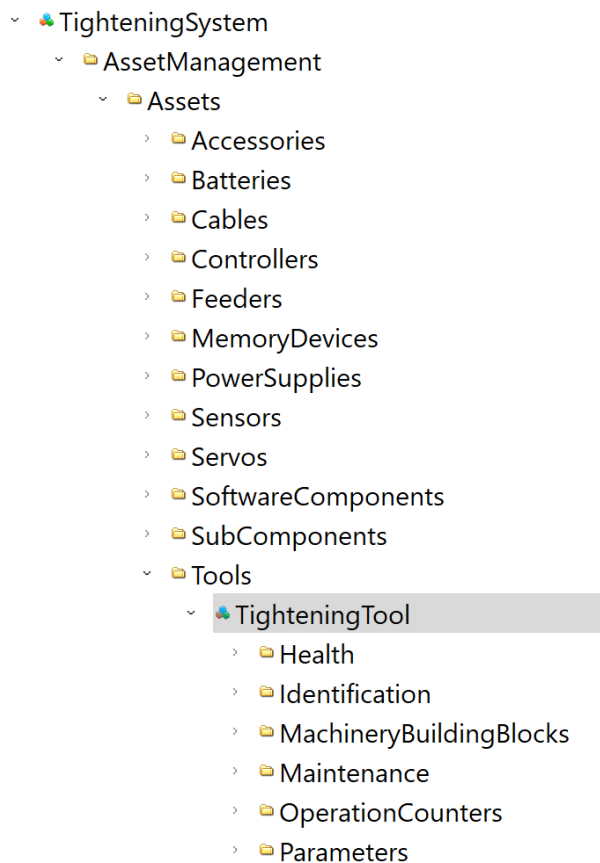 TighteningSystem
AssetManagement
Assets
Accessories
Batteries
Cables
Controllers
Feeders
MemoryDevices
PowerSupplies
Sensors
Servos
SoftwareComponents
SubComponents
Tools
TighteningTool
Health
Identification
MachineryBuildingBlocks
Maintenance
OperationCounters
Parameters